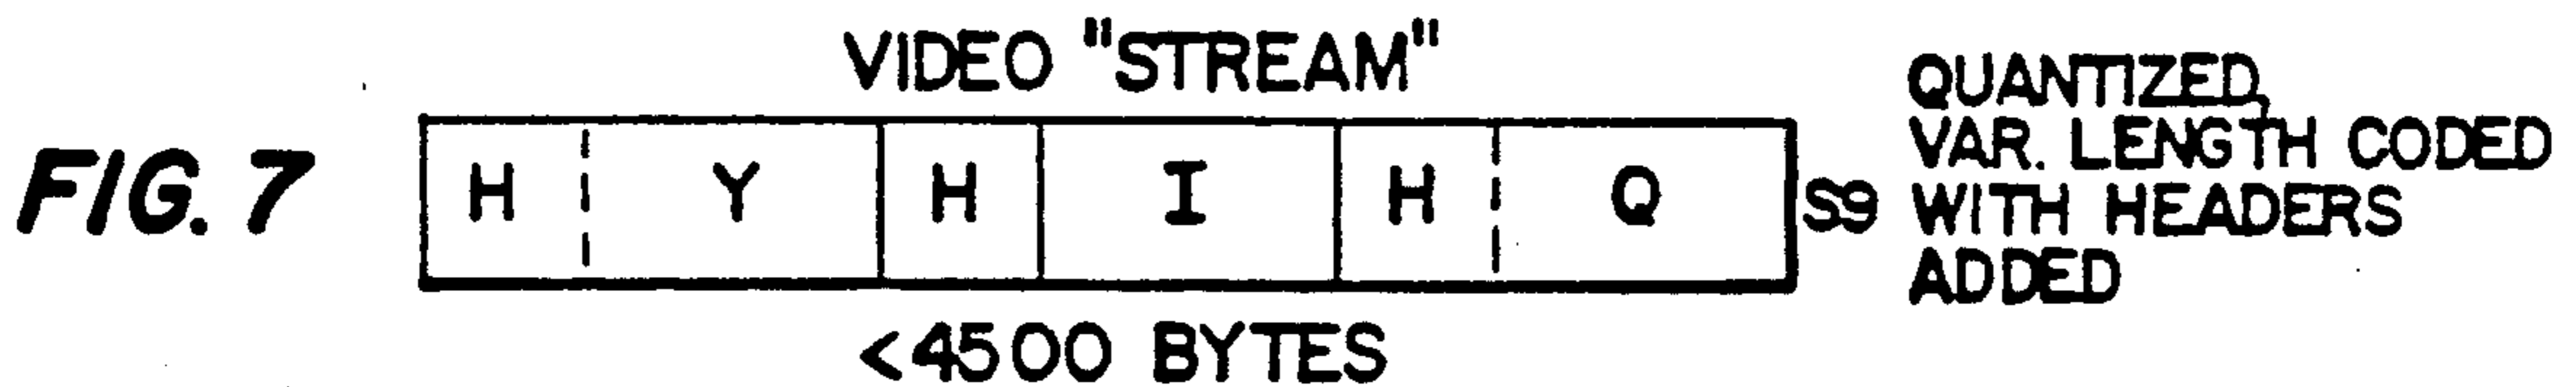 VIDEO "STREAM"
FIG. 7
H Y H I H Q
S9
QUANTIZED,
VAR. LENGTH CODED
WITH HEADERS
ADDED
<4500 BYTES